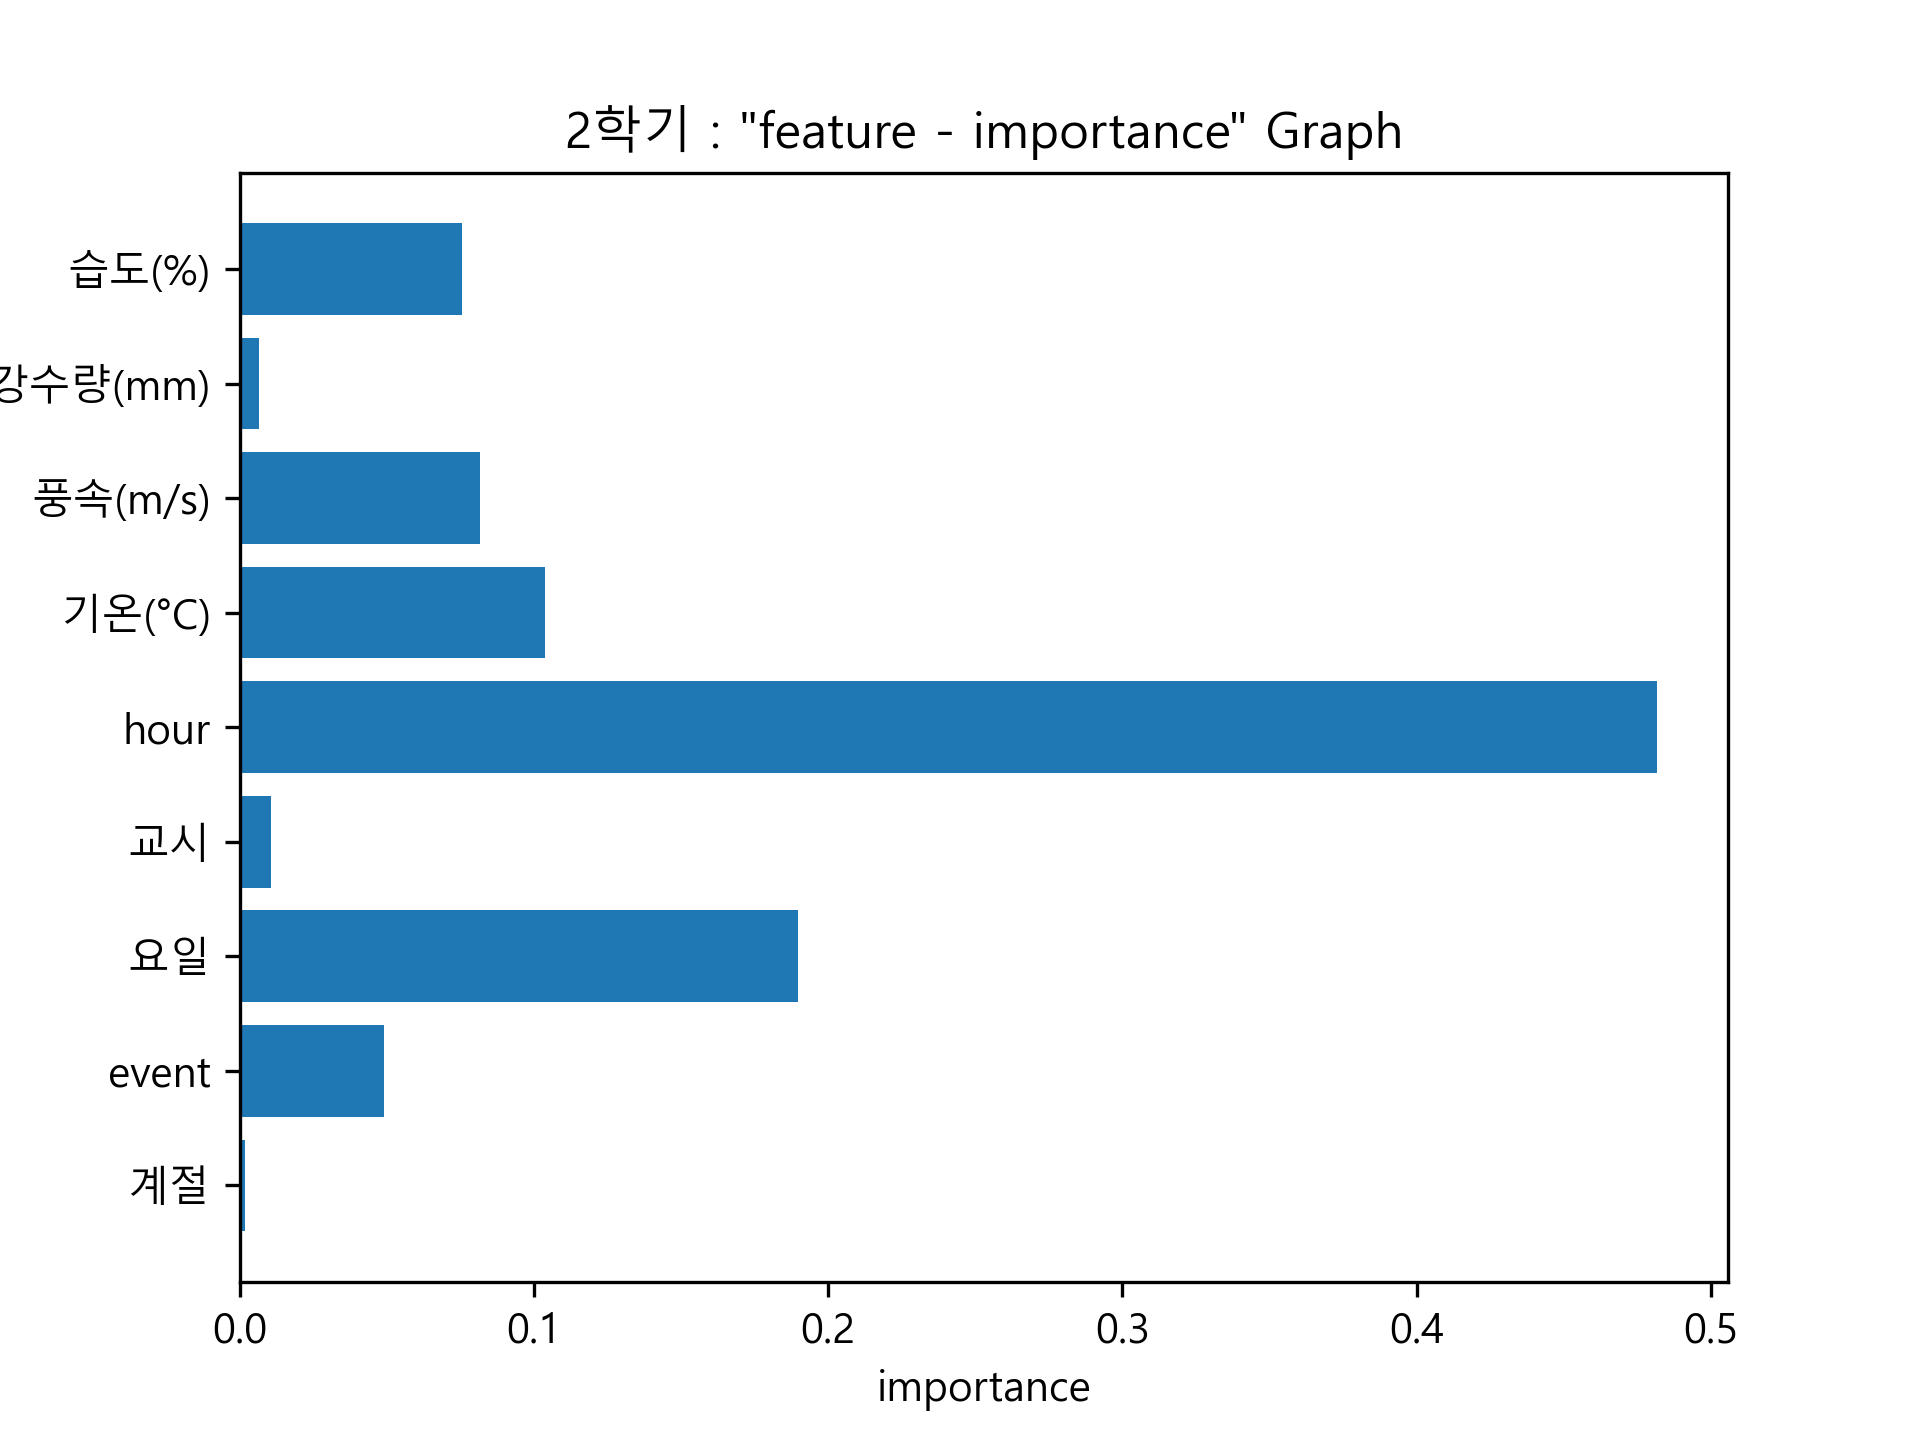 2학기 : "feature - importance" Graph
습도(%)
강수량(mm)
풍속(m/s)
기온(°C)
hour
교시
요일
event
계절
0.0 0.1 0.2 0.3 0.4 0.5
importance